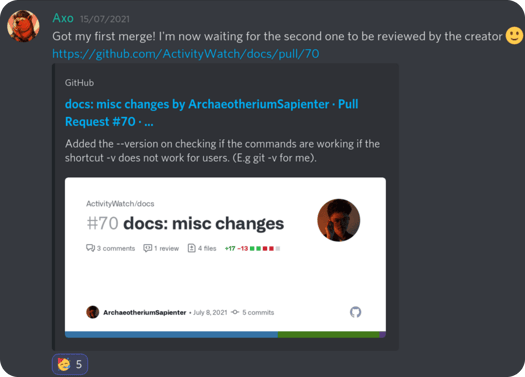 Axo 15/07/2021
Got my first merge! I'm now waiting for the second one to be reviewed by the creator 🙂
https://github.com/ActivityWatch/docs/pull/70
GitHub
docs: misc changes by ArchaeotheriumSapienter · Pull
Request #70 · ...
Added the --version on checking if the commands are working if the
shortcut -v does not work for users. (E.g git -v for me).
ActivityWatch/docs
#70 docs: misc changes
3 comments 1 review 4 files +17 -13
ArchaeotheriumSapienter • July 8, 2021 5 commits
🥳 5